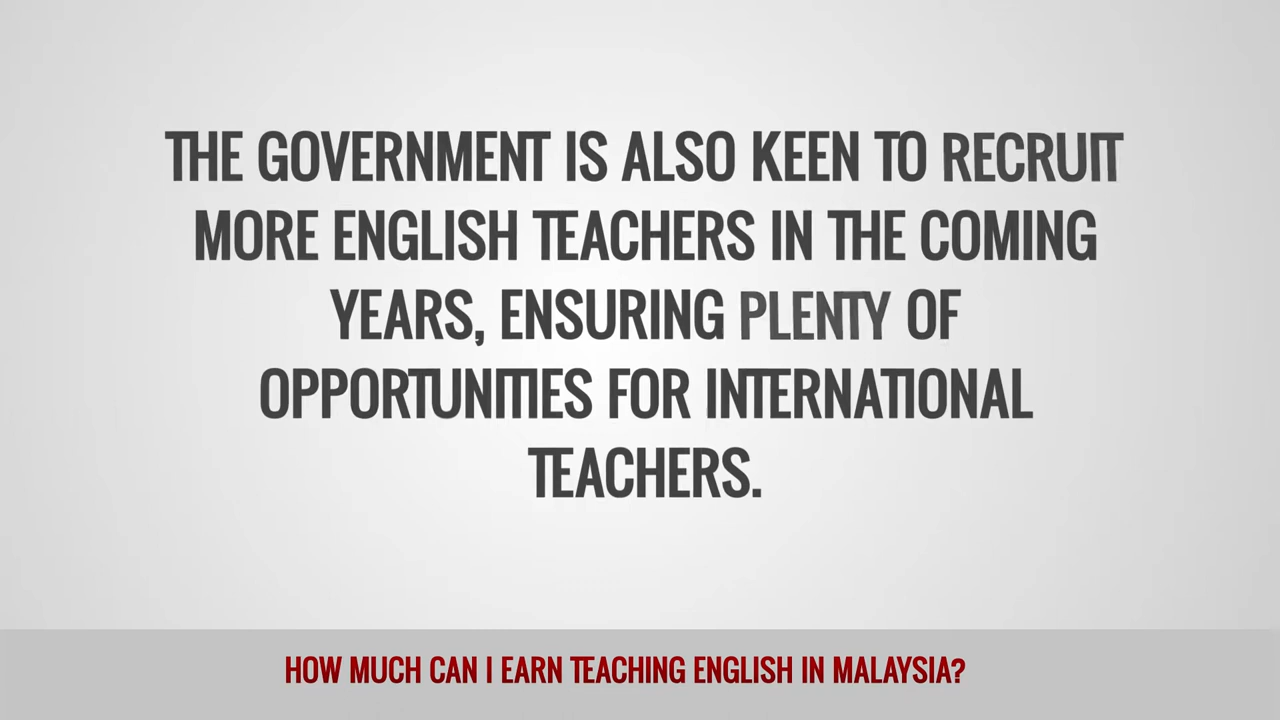 THE GOVERNMENT IS ALSO KEEN TO RECRUIT
MORE ENGLISH TEACHERS IN THE COMING
YEARS, ENSURING PLENTY OF
OPPORTUNITIES FOR INTERNATIONAL
TEACHERS.
HOW MUCH CAN I EARN TEACHING ENGLISH IN MALAYSIA?